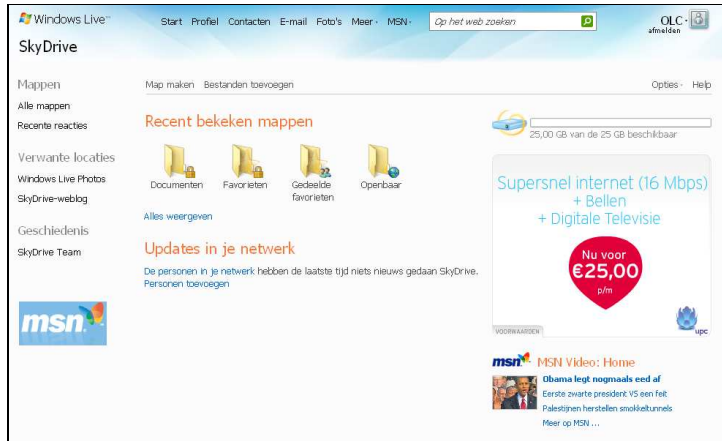 Windows Live™
Start Profiel Contacten E-mail Foto's Meer MSN
Op het web zoeken
OLC
afmelden
SkyDrive
Mappen
Alle mappen
Recente reacties
Verwante locaties
Windows Live Photos
SkyDrive-weblog
Geschiedenis
SkyDrive Team
msn
Map maken Bestanden toevoegen
Opties Help
Recent bekeken mappen
Documenten
Favorieten
Gedeelde
favorieten
Openbaar
Alles weergeven
Updates in je netwerk
De personen in je netwerk hebben de laatste tijd niets nieuws gedaan SkyDrive.
Personen toevoegen
25,00 GB van de 25 GB beschikbaar
Supersnel internet (16 Mbps)
+ Bellen
+ Digitale Televisie
Nu voor
€25,00
p/m
VOORWAARDEN
upc
msn MSN Video: Home
Obama legt nogmaals eed af
Eerste zwarte president VS een feit
Palestijnen herstellen smokkeltunnels
Meer op MSN ...